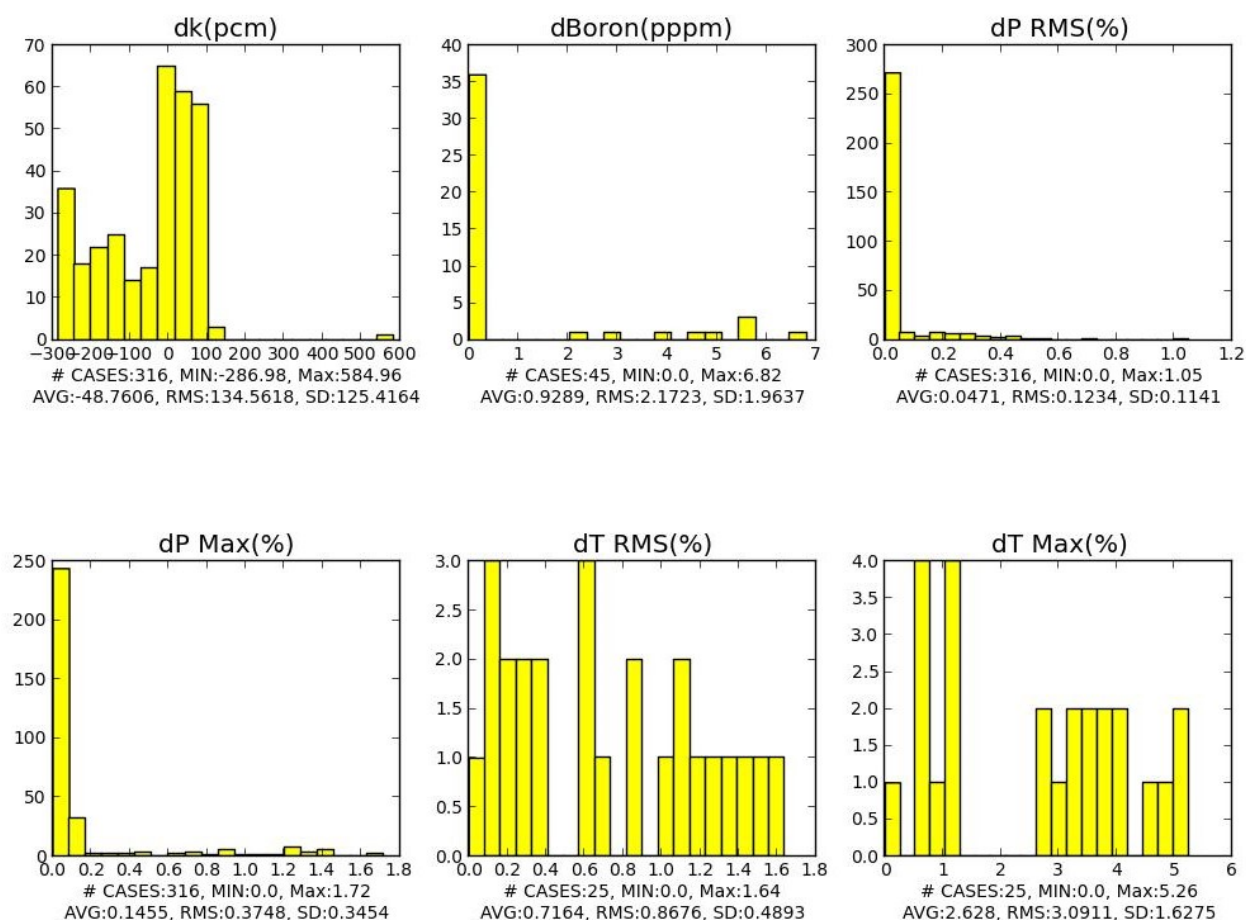 dk(pcm)
70
60
50
40
30
20
10
0
−300−200−100 0 100 200 300 400 500 600
# CASES:316, MIN:-286.98, Max:584.96
AVG:-48.7606, RMS:134.5618, SD:125.4164
dBoron(pppm)
40
35
30
25
20
15
10
5
0
0 1 2 3 4 5 6 7
# CASES:45, MIN:0.0, Max:6.82
AVG:0.9289, RMS:2.1723, SD:1.9637
dP RMS(%)
300
250
200
150
100
50
0
0.0 0.2 0.4 0.6 0.8 1.0 1.2
# CASES:316, MIN:0.0, Max:1.05
AVG:0.0471, RMS:0.1234, SD:0.1141
dP Max(%)
250
200
150
100
50
0
0.0 0.2 0.4 0.6 0.8 1.0 1.2 1.4 1.6 1.8
# CASES:316, MIN:0.0, Max:1.72
AVG:0.1455, RMS:0.3748, SD:0.3454
dT RMS(%)
3.0
2.5
2.0
1.5
1.0
0.5
0.0
0.0 0.2 0.4 0.6 0.8 1.0 1.2 1.4 1.6 1.8
# CASES:25, MIN:0.0, Max:1.64
AVG:0.7164, RMS:0.8676, SD:0.4893
dT Max(%)
4.0
3.5
3.0
2.5
2.0
1.5
1.0
0.5
0.0
0 1 2 3 4 5 6
# CASES:25, MIN:0.0, Max:5.26
AVG:2.628, RMS:3.0911, SD:1.6275